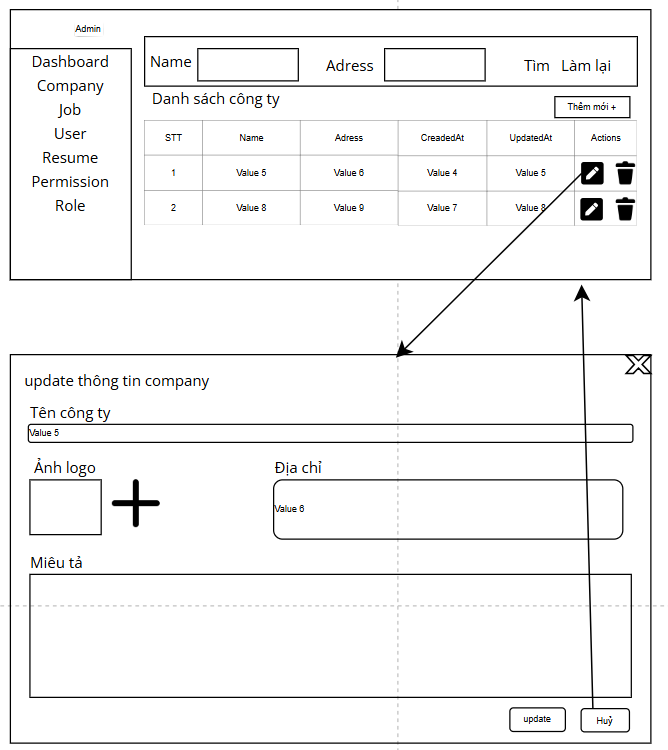 Admin
Dashboard
Company
Job
User
Resume
Permission
Role
Name
Adress
Tìm
Làm lại
Danh sách công ty
Thêm mới +
STT Name Adress CreadedAt UpdatedAt Actions
1 Value 5 Value 6 Value 4 Value 5
2 Value 8 Value 9 Value 7 Value 8
update thông tin company
Tên công ty
Value 5
Ảnh logo
Địa chỉ
Value 6
Miêu tả
update
Huỷ